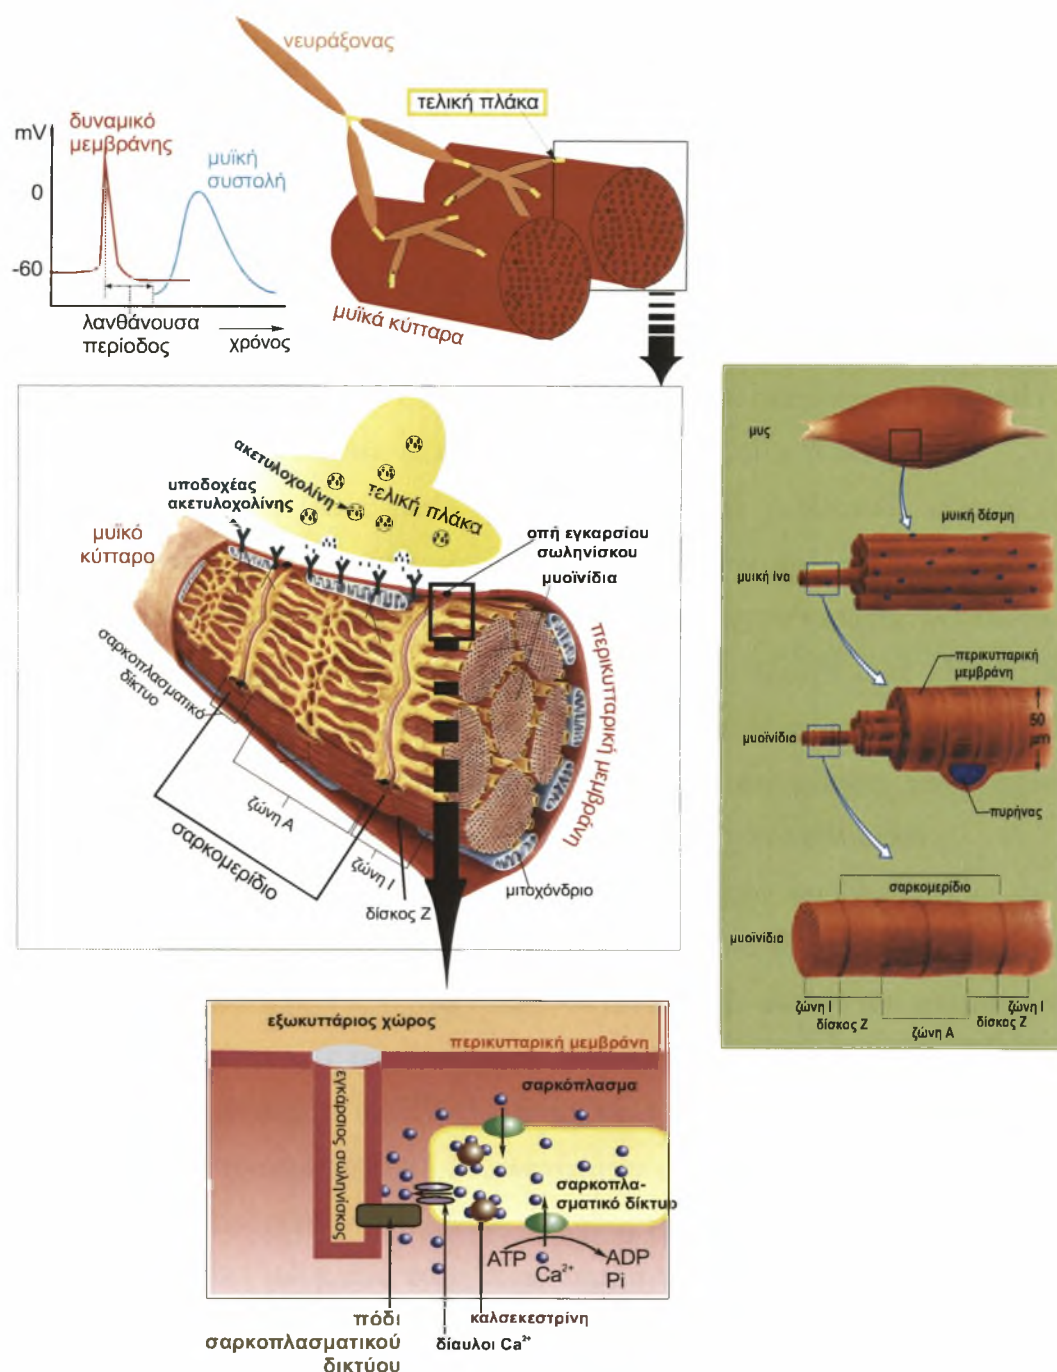 νευράξονας
τελική πλάκα
mV
δυναμικό
μεμβράνης
μυϊκή
συστολή
0
-60
λανθάνουσα
περίοδος
χρόνος
μυϊκά κύτταρα
ακετυλοχολίνη
τελική πλάκα
υποδοχέας
ακετυλοχολίνης
μυϊκό
κύτταρο
οπή εγκαρσίου
σωληνίσκου
μυοϊνίδια
περικυτταρική μεμβράνη
σαρκοπλασματικό
δίκτυο
ζώνη Α
σαρκομερίδιο
ζώνη Ι
δίσκος Ζ
μιτοχόνδριο
μυς
μυική δέσμη
μυική ίνα
περικυτταρική
μεμβράνη
50
μm
μυοϊνίδια
πυρήνας
σαρκομερίδιο
μυοϊνίδια
ζώνη Ι
δίσκος Ζ
ζώνη Α
δίσκος Ζ
ζώνη Ι
εξωκυττάριος χώρος
περικυτταρική μεμβράνη
σαρκόπλασμα
εγκάρσιος σωληνίσκος
σαρκοπλα-
σματικό δίκτυο
ATP
Ca²⁺
ADP
Pi
πόδι
σαρκοπλασματικού
δικτύου
καλσεκεστρίνη
δίαυλοι Ca²⁺